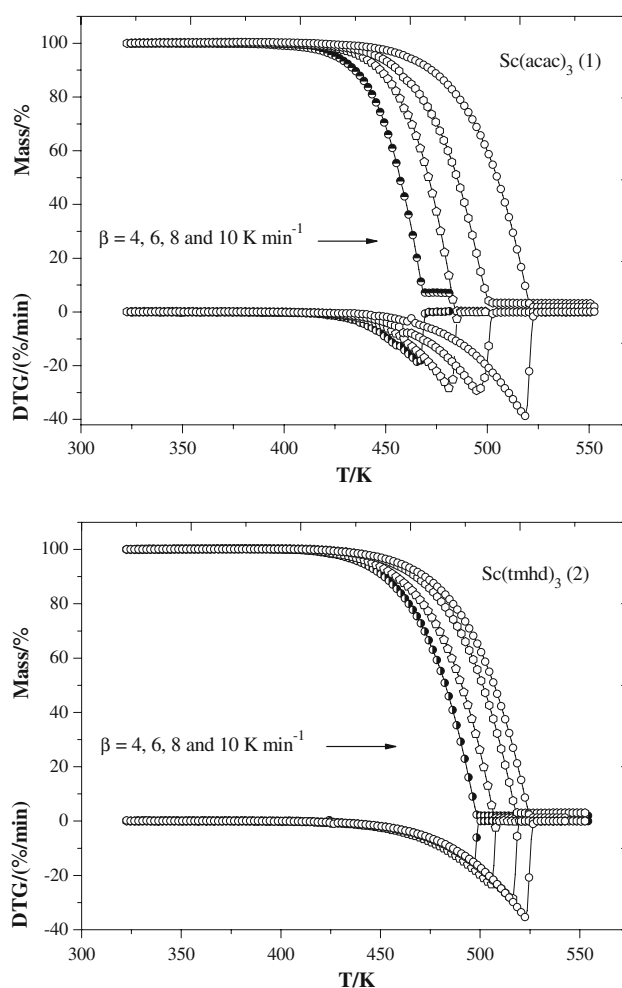 Sc(acac)3 (1)
Mass/%
100
80
60
40
20
0
β = 4, 6, 8 and 10 K min-1
DTG/(%/min)
-20
-40
300 350 400 450 500 550
T/K
Sc(tmhd)3 (2)
Mass/%
100
80
60
40
20
0
β = 4, 6, 8 and 10 K min-1
DTG/(%/min)
-20
-40
300 350 400 450 500 550
T/K